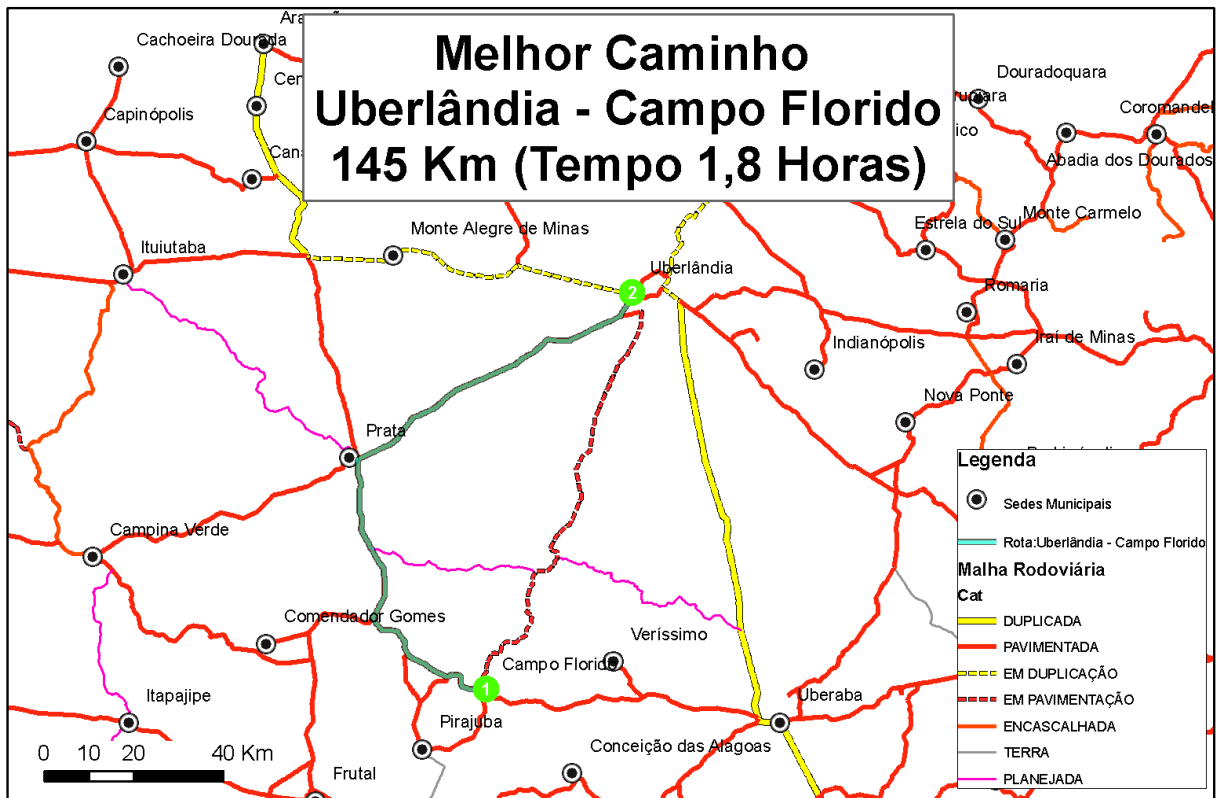 Melhor Caminho
Uberlândia - Campo Florido
145 Km (Tempo 1,8 Horas)
Cachoeira Dourada
Capinópolis
Douradoquara
Coromandel
Abadia dos Dourados
Monte Carmelo
Estrela do Sul
Monte Alegre de Minas
Ituiutaba
Uberlândia
2
Romaria
Iraí de Minas
Indianópolis
Nova Ponte
Prata
Campina Verde
Comendador Gomes
Veríssimo
Campo Florido
1
Itapajipe
Pirajuba
Uberaba
Conceição das Alagoas
Frutal
0 10 20 40 Km
Legenda
Sedes Municipais
Rota:Uberlândia - Campo Florido
Malha Rodoviária
Cat
DUPLICADA
PAVIMENTADA
EM DUPLICAÇÃO
EM PAVIMENTAÇÃO
ENCASCALHADA
TERRA
PLANEJADA